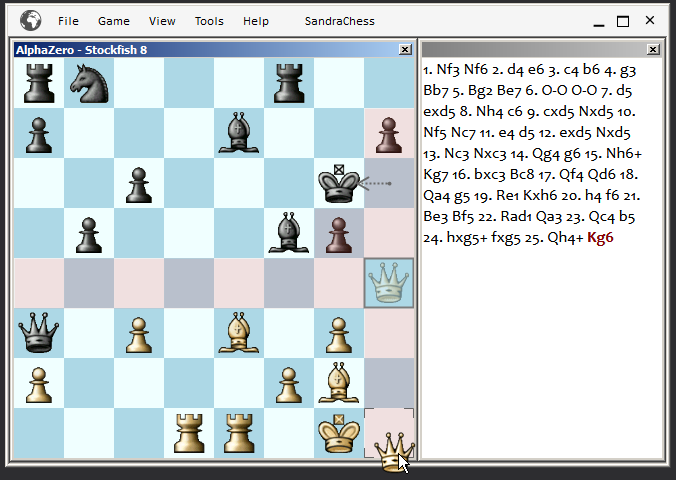 File Game View Tools Help SandraChess
AlphaZero - Stockfish 8
1. Nf3 Nf6 2. d4 e6 3. c4 b6 4. g3
Bb7 5. Bg2 Be7 6. O-O O-O 7. d5
exd5 8. Nh4 c6 9. cxd5 Nxd5 10.
Nf5 Nc7 11. e4 d5 12. exd5 Nxd5
13. Nc3 Nxc3 14. Qg4 g6 15. Nh6+
Kg7 16. bxc3 Bc8 17. Qf4 Qd6 18.
Qa4 g5 19. Re1 Kxh6 20. h4 f6 21.
Be3 Bf5 22. Rad1 Qa3 23. Qc4 b5
24. hxg5+ fxg5 25. Qh4+ Kg6